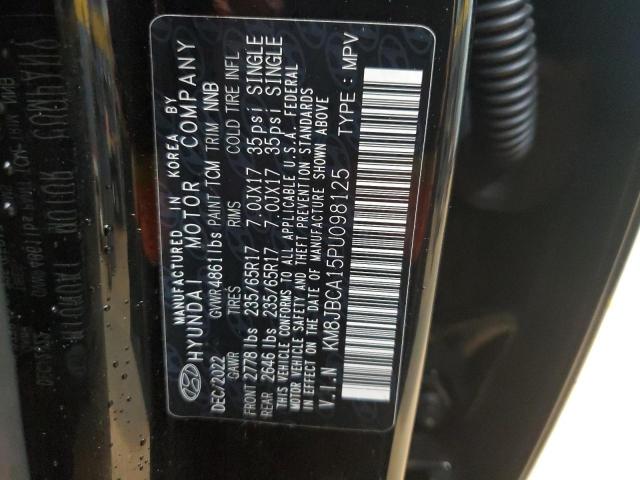 MANUFACTURED IN KOREA BY
HYUNDAI MOTOR COMPANY
DEC/2022 GVWR 4861 lbs PAINT TCM TRIM NNB
GAWR TIRES RIMS COLD TIRE INFL
FRONT 2778 lbs 235/65R17 7.0JX17 35psi SINGLE
REAR 2646 lbs 235/65R17 7.0JX17 35psi SINGLE
THIS VEHICLE CONFORMS TO ALL APPLICABLE U.S.A. FEDERAL
MOTOR VEHICLE SAFETY AND THEFT PREVENTION STANDARDS
IN EFFECT ON THE DATE OF MANUFACTURE SHOWN ABOVE
V.I.N KM8JBCA15PU098125 TYPE : MPV